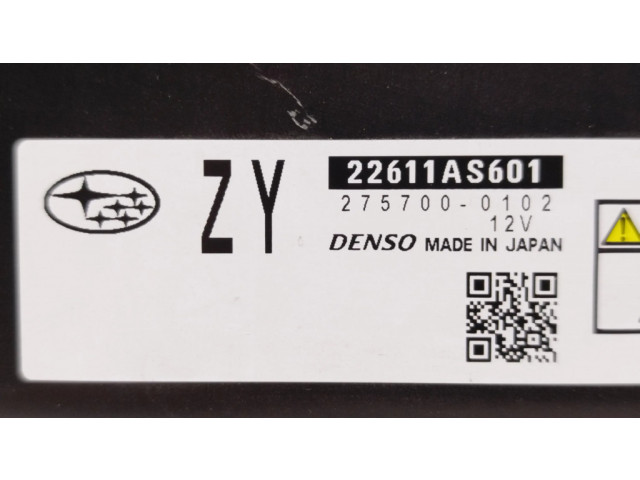 ZY
22611AS601
275700-0102
12V
DENSO MADE IN JAPAN